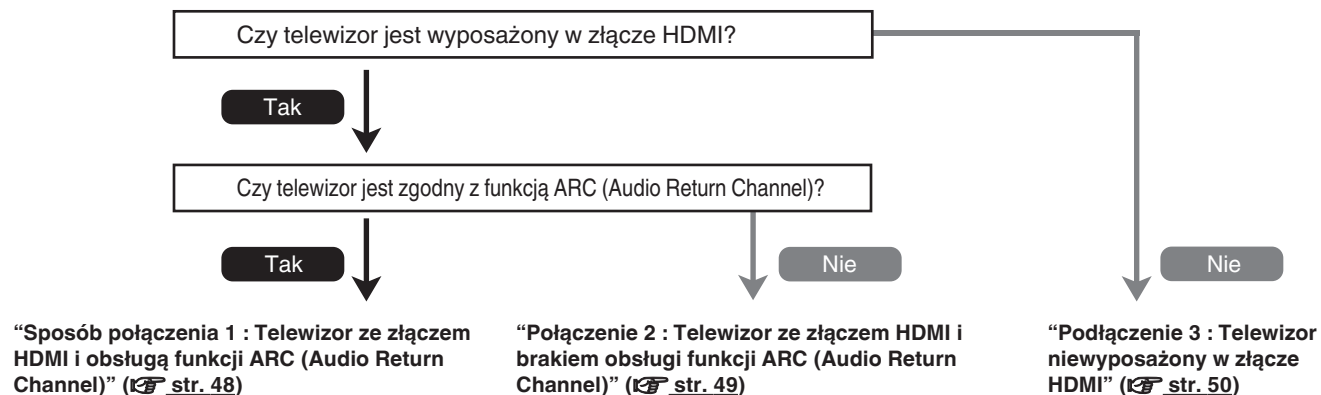 Czy telewizor jest wyposażony w złącze HDMI?
Tak
Czy telewizor jest zgodny z funkcją ARC (Audio Return Channel)?
Tak
Nie
Nie
“Sposób połączenia 1 : Telewizor ze złączem
HDMI i obsługą funkcji ARC (Audio Return
Channel)” (☞ str. 48)
“Połączenie 2 : Telewizor ze złączem HDMI i
brakiem obsługi funkcji ARC (Audio Return
Channel)” (☞ str. 49)
“Podłączenie 3 : Telewizor
niewyposażony w złącze
HDMI” (☞ str. 50)